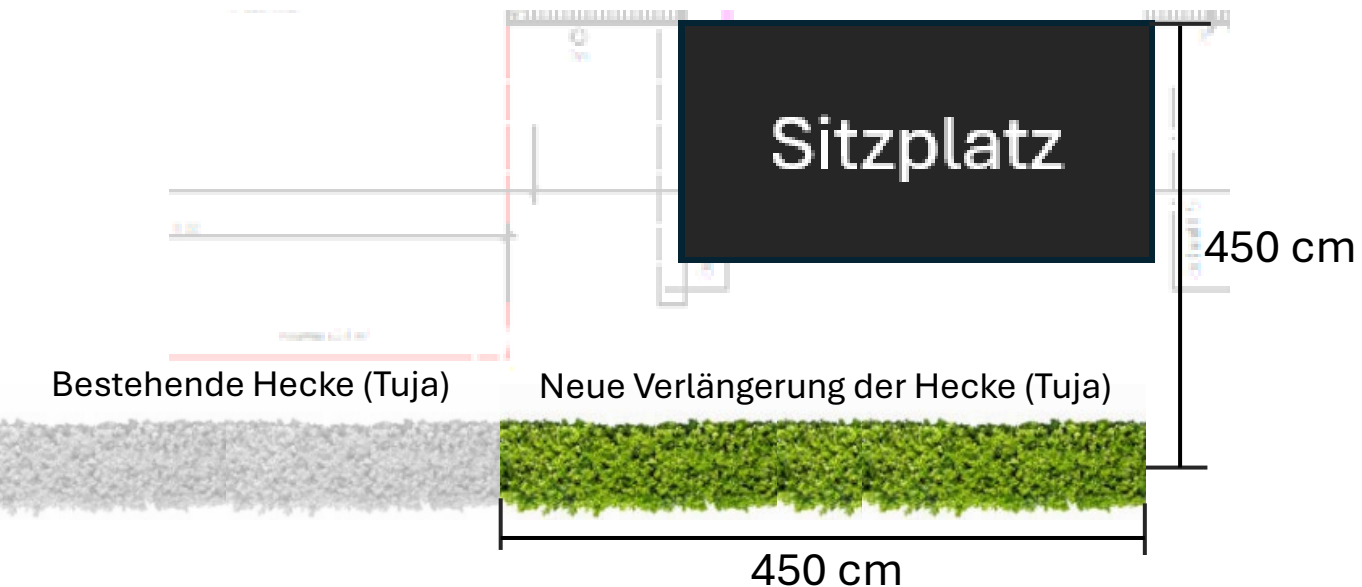 Sitzplatz
450 cm
Bestehende Hecke (Tuja)
Neue Verlängerung der Hecke (Tuja)
450 cm